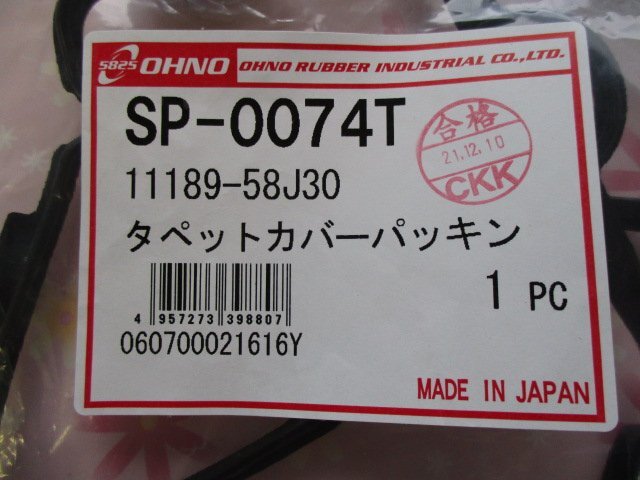 5825 OHNO OHNO RUBBER INDUSTRIAL CO.,LTD.
SP-0074T
合格
21.12.10
CKK
11189-58J30
タペットカバーパッキン
4 957273 398807
1 PC
060700021616Y
MADE IN JAPAN